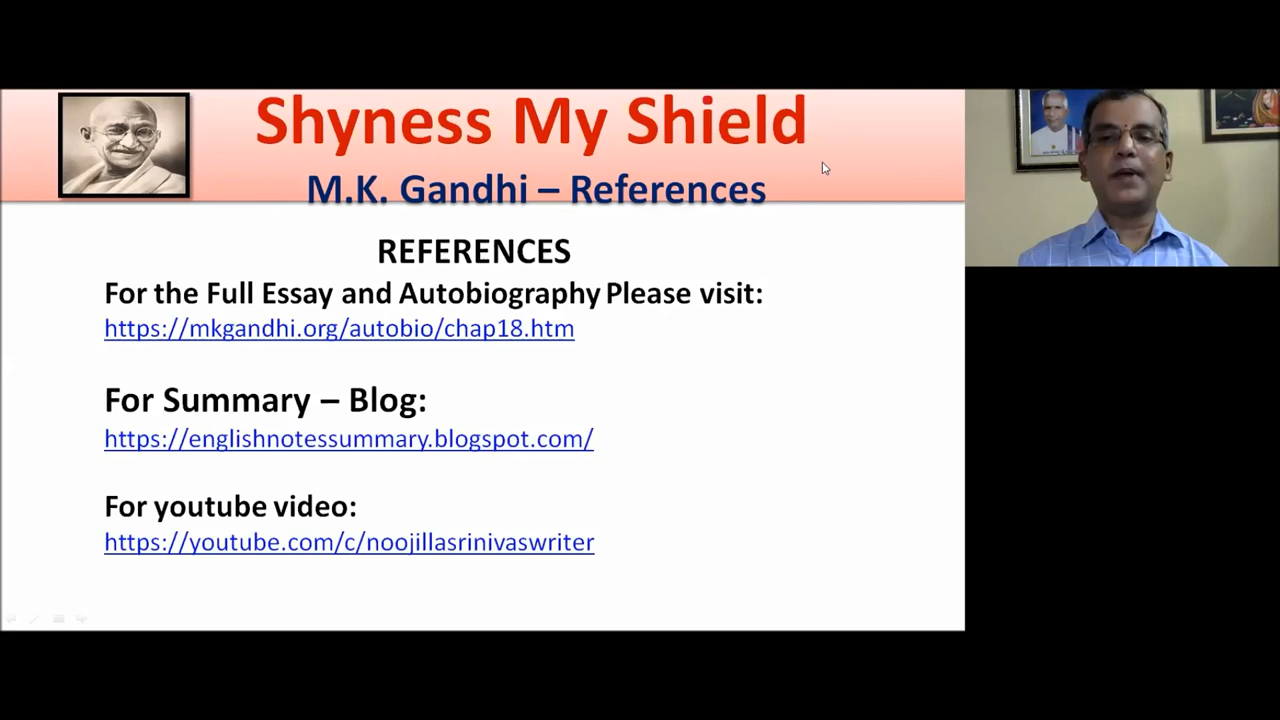 Shyness My Shield
M.K. Gandhi – References
REFERENCES
For the Full Essay and Autobiography Please visit:
https://mkgandhi.org/autobio/chap18.htm
For Summary – Blog:
https://englishnotessummary.blogspot.com/
For youtube video:
https://youtube.com/c/noojillasrinivaswriter